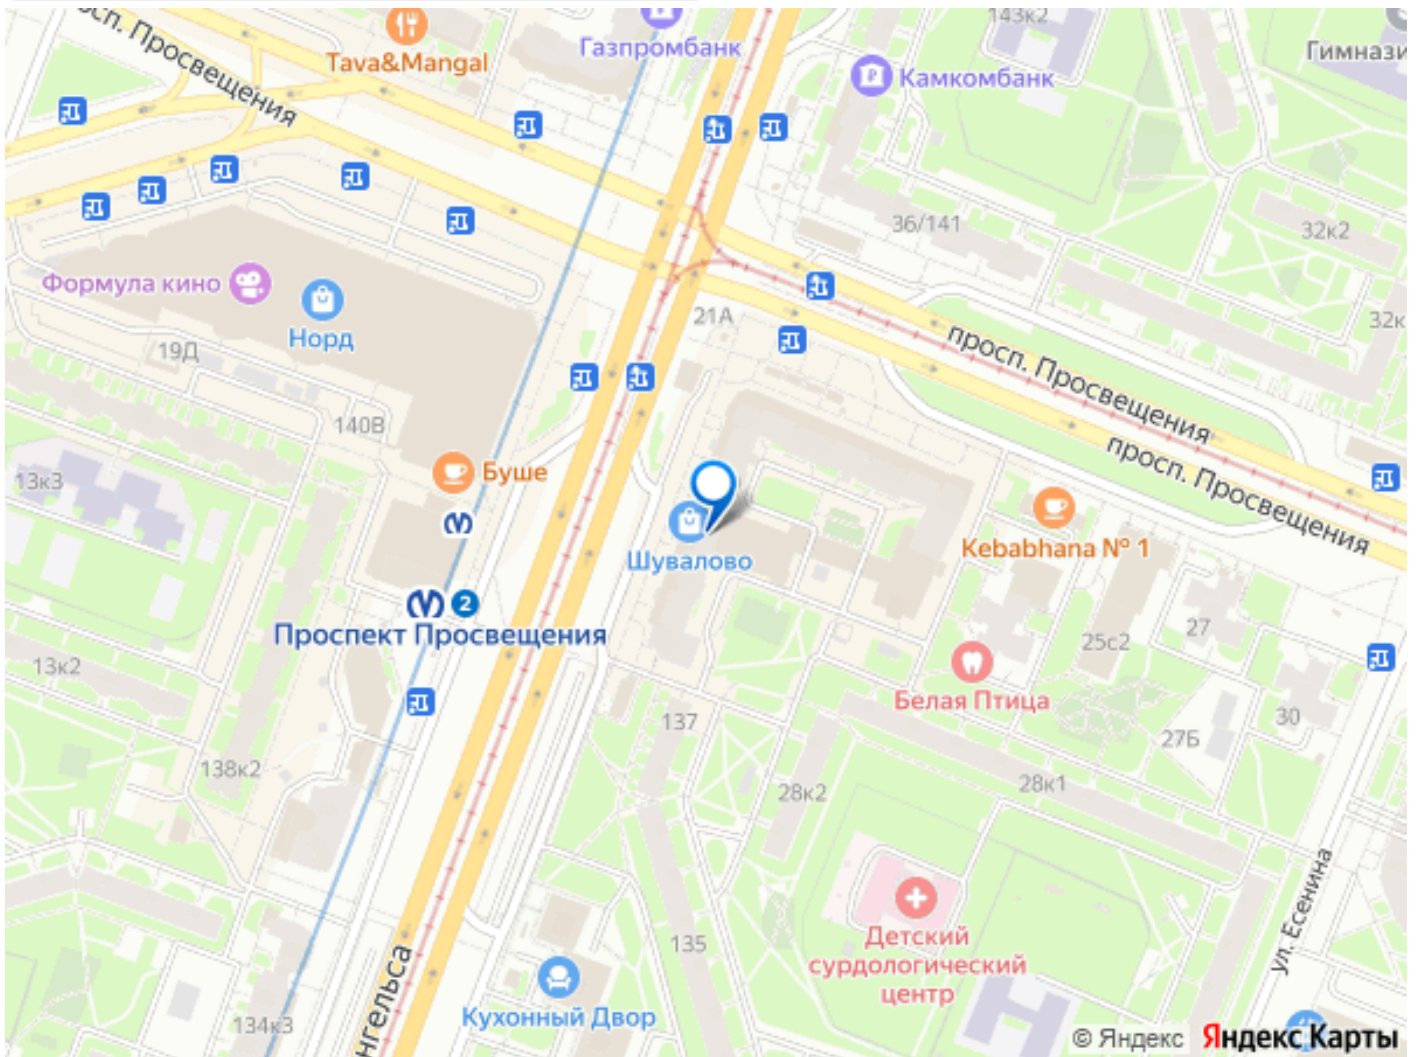 143к2
Газпромбанк
Гимнази
Tava&Mangal
Камкомбанк
сп. Просвещения
36/141
32к2
Формула кино
Норд
21А
32к
19Д
просп. Просвещения
140В
просп. Просвещения
13к3
Буше
Шувалово
Kebabhana № 1
2
Проспект Просвещения
27
25с2
13к2
Белая Птица
137
30
27Б
138к2
28к2
28к1
ул. Есенина
135
Детский
сурдологический
центр
нгельса
Кухонный Двор
134к3
© Яндекс Яндекс Карты